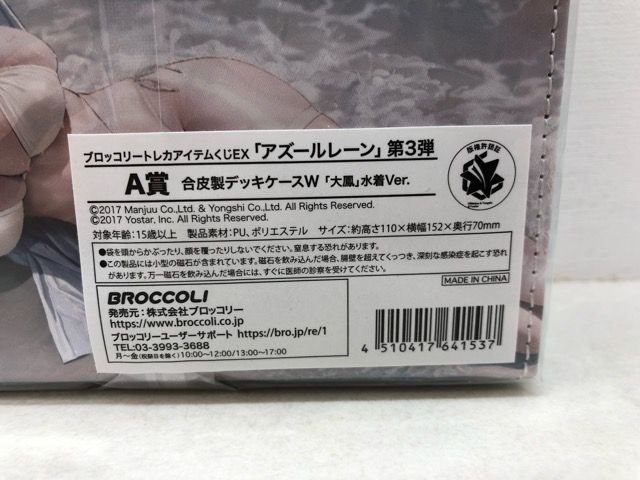 ブロッコリートレカアイテムくじEX「アズールレーン」第3弾
A賞 合皮製デッキケースW「大鳳」水着Ver.
©2017 Manjuu Co.,Ltd. & Yongshi Co.,Ltd. All Rights Reserved.
©2017 Yostar, Inc. All Rights Reserved.
対象年齢:15歳以上 製品素材:PU、ポリエステル サイズ:約高さ110×横幅152×奥行70mm
●袋を頭からかぶったり、顔を覆ったりしないでください。窒息する恐れがあります。
●この製品には小型の磁石が含まれています。磁石を飲み込んだ場合、腸壁を超えてくっつき、深刻な感染症を起こす恐れ
があります。万一磁石を飲み込んだ場合には、すぐに医師の診察を受けてください。
BROCCOLI
発売元:株式会社ブロッコリー
https://www.broccoli.co.jp
ブロッコリーユーザーサポート https://bro.jp/re/1
TEL:03-3993-3688
月～金(祝祭日を除く)10:00～12:00/13:00～17:00
MADE IN CHINA
4 510417 641537
版権許諾証